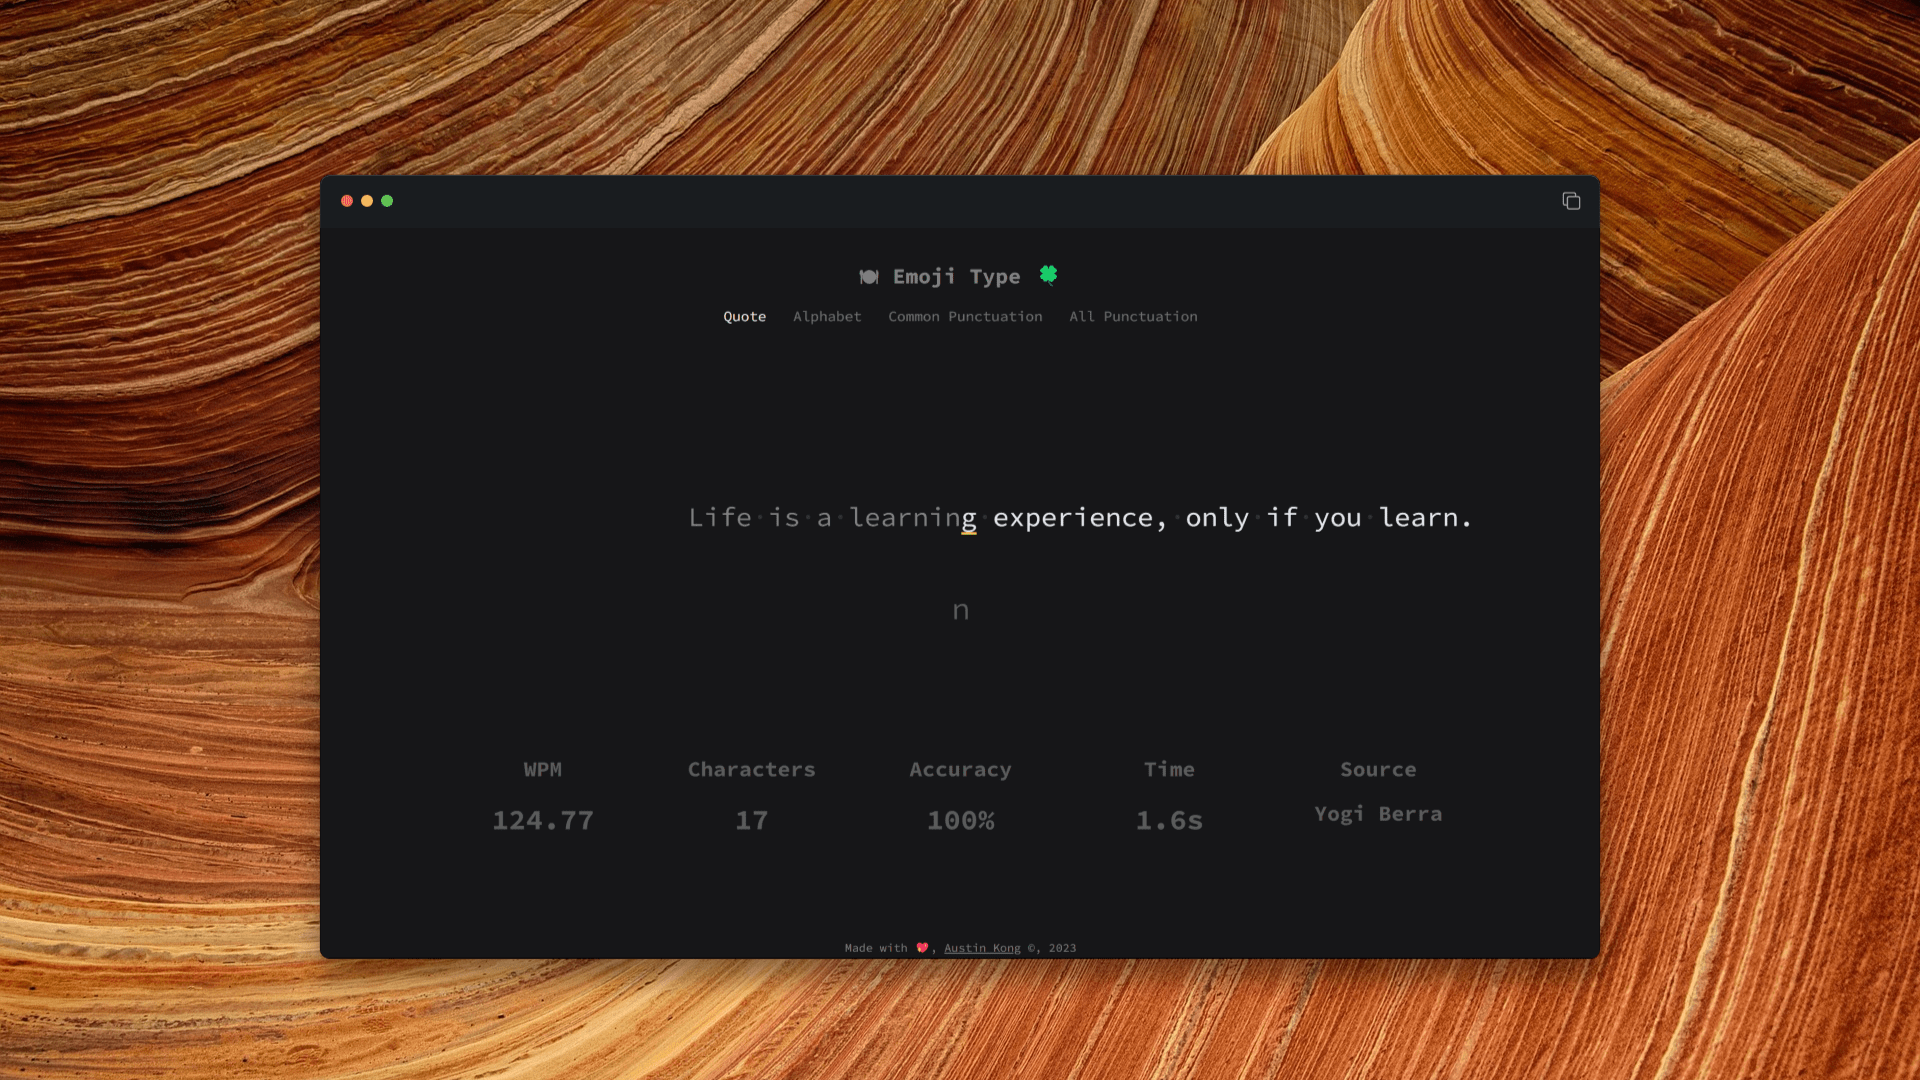 🍽 Emoji Type 🍀
Quote Alphabet Common Punctuation All Punctuation
Life·is·a·learning·experience,·only·if·you·learn.
n
WPM Characters Accuracy Time Source
124.77 17 100% 1.6s Yogi Berra
Made with 💖, Austin Kong ©, 2023